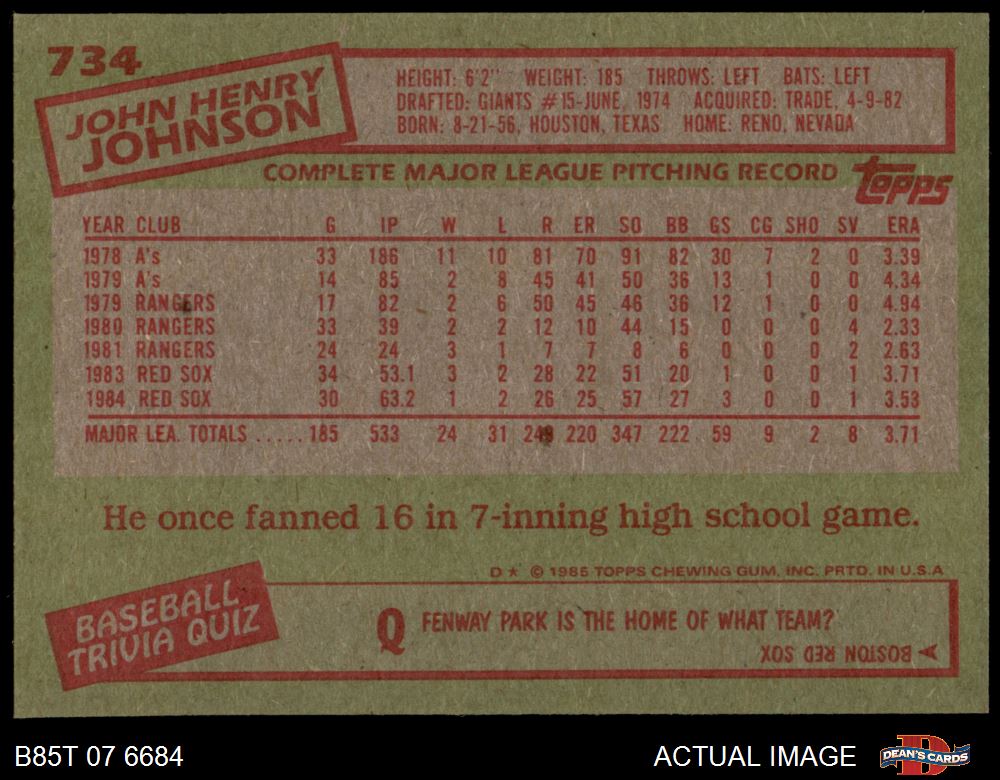 734
JOHN HENRY
JOHNSON
HEIGHT: 6'2" WEIGHT: 185 THROWS: LEFT BATS: LEFT
DRAFTED: GIANTS #15-JUNE, 1974 ACQUIRED: TRADE, 4-9-82
BORN: 8-21-56, HOUSTON, TEXAS HOME: RENO, NEVADA
COMPLETE MAJOR LEAGUE PITCHING RECORD
topps
YEAR CLUB G IP W L R ER SO BB GS CG SHO SV ERA
1978 A's 33 186 11 10 81 70 91 82 30 7 2 0 3.39
1979 A's 14 85 2 8 45 41 50 36 13 1 0 0 4.34
1979 RANGERS 17 82 2 6 50 45 46 36 12 1 0 0 4.94
1980 RANGERS 33 39 2 2 12 10 44 15 0 0 0 4 2.33
1981 RANGERS 24 24 3 1 7 7 8 6 0 0 0 2 2.63
1983 RED SOX 34 53.1 3 2 28 22 51 20 1 0 0 1 3.71
1984 RED SOX 30 63.2 1 2 26 25 57 27 3 0 0 1 3.53
MAJOR LEA. TOTALS ..... 185 533 24 31 249 220 347 222 59 9 2 8 3.71
He once fanned 16 in 7-inning high school game.
D★ © 1985 TOPPS CHEWING GUM, INC. PRTD. IN U.S.A.
BASEBALL
TRIVIA QUIZ
Q FENWAY PARK IS THE HOME OF WHAT TEAM?
BOSTON RED SOX
B85T 07 6684
ACTUAL IMAGE
DEAN'S CARDS